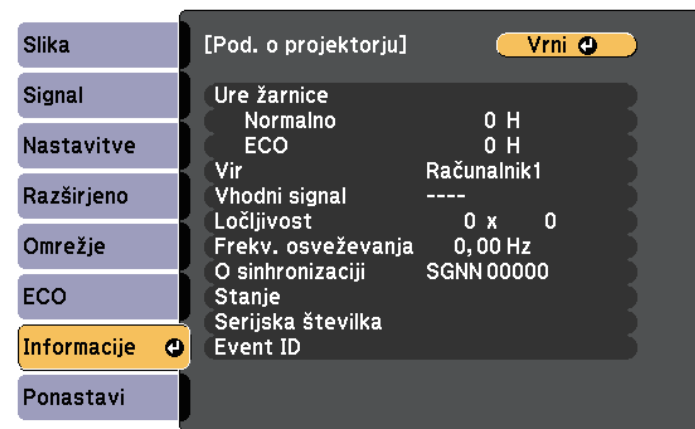 Slika
Signal
Nastavitve
Razširjeno
Omrežje
ECO
Informacije
Ponastavi
[Pod. o projektorju] Vrni
Ure žarnice
Normalno 0 H
ECO 0 H
Vir Računalnik1
Vhodni signal ----
Ločljivost 0 x 0
Frekv. osveževanja 0,00 Hz
O sinhronizaciji SGNN 00000
Stanje
Serijska številka
Event ID